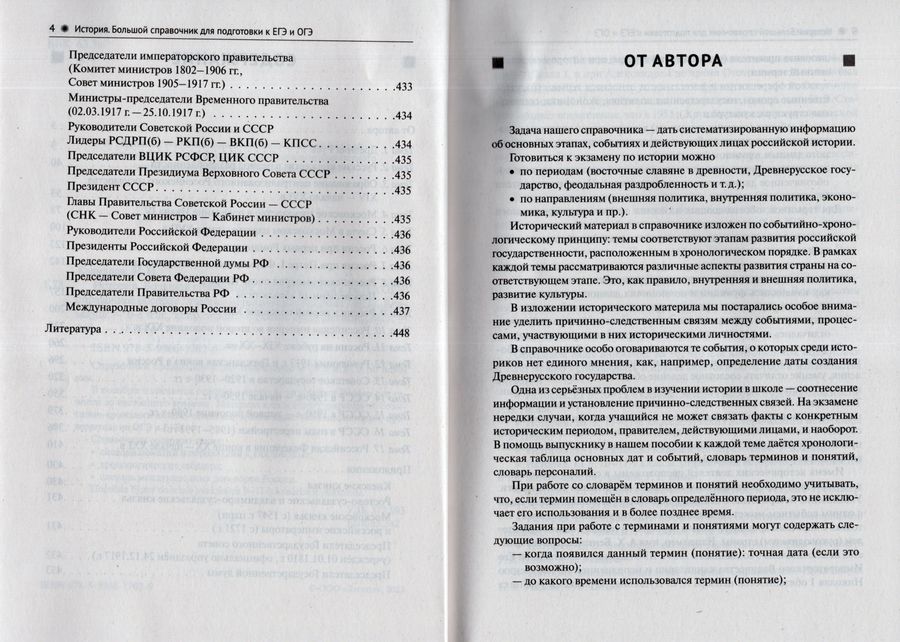 4 ✹ История. Большой справочник для подготовки к ЕГЭ и ОГЭ
Председатели императорского правительства
(Комитет министров 1802—1906 гг.,
Совет министров 1905—1917 гг.) . . . . . . . . . . . . . . . . . . . . . .433
Министры-председатели Временного правительства
(02.03.1917 г. — 25.10.1917 г.) . . . . . . . . . . . . . . . . . . . . . . . .434
Руководители Советской России и СССР
Лидеры РСДРП(б) — РКП(б) — ВКП(б) — КПСС. . . . . . . . . . .434
Председатели ВЦИК РСФСР, ЦИК СССР . . . . . . . . . . . . . . .435
Председатели Президиума Верховного Совета СССР . . . . . . . .435
Президент СССР. . . . . . . . . . . . . . . . . . . . . . . . . . . . . . .435
Главы Правительства Советской России — СССР
(СНК — Совет министров — Кабинет министров) . . . . . . . . . .435
Руководители Российской Федерации . . . . . . . . . . . . . . . . . .436
Президенты Российской Федерации . . . . . . . . . . . . . . . . . . .436
Председатели Государственной думы РФ . . . . . . . . . . . . . . . .436
Председатели Совета Федерации РФ . . . . . . . . . . . . . . . . . . .436
Председатели Правительства РФ . . . . . . . . . . . . . . . . . . . . .436
Международные договоры России . . . . . . . . . . . . . . . . . . . .437
Литература . . . . . . . . . . . . . . . . . . . . . . . . . . . . . . . . . . . .448
ОТ АВТОРА
Задача нашего справочника — дать систематизированную информацию
об основных этапах, событиях и действующих лицах российской истории.
Готовиться к экзамену по истории можно
• по периодам (восточные славяне в древности, Древнерусское госу-
дарство, феодальная раздробленность и т. д.);
• по направлениям (внешняя политика, внутренняя политика, эконо-
мика, культура и пр.).
Исторический материал в справочнике изложен по событийно-хроно-
логическому принципу: темы соответствуют этапам развития российской
государственности, расположенным в хронологическом порядке. В рамках
каждой темы рассматриваются различные аспекты развития страны на со-
ответствующем этапе. Это, как правило, внутренняя и внешняя политика,
развитие культуры.
В изложении исторического материла мы постарались особое внима-
ние уделить причинно-следственным связям между событиями, процес-
сами, участвующими в них историческими личностями.
В справочнике особо оговариваются те события, о которых среди исто-
риков нет единого мнения, как, например, определение даты создания
Древнерусского государства.
Одна из серьёзных проблем в изучении истории в школе — соотнесение
информации и установление причинно-следственных связей. На экзамене
нередки случаи, когда учащийся не может связать факты с конкретным
историческим периодом, правителем, действующими лицами, и наоборот.
В помощь выпускнику в нашем пособии к каждой теме даётся хронологи-
ческая таблица основных дат и событий, словарь терминов и понятий,
словарь персоналий.
При работе со словарём терминов и понятий необходимо учитывать,
что, если термин помещён в словарь определённого периода, это не исклю-
чает его использования и в более позднее время.
Задания при работе с терминами и понятиями могут содержать сле-
дующие вопросы:
— когда появился данный термин (понятие): точная дата (если это
возможно);
— до какого времени использовался термин (понятие);